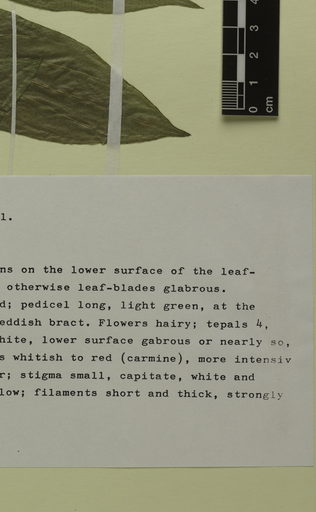 4
3
2
1
0
cm
l.
ns on the lower surface of the leaf-
otherwise leaf-blades glabrous.
d; pedicel long, light green, at the
eddish bract. Flowers hairy; tepals 4,
hite, lower surface gabrous or nearly so,
s whitish to red (carmine), more intensiv
r; stigma small, capitate, white and
low; filaments short and thick, strongly